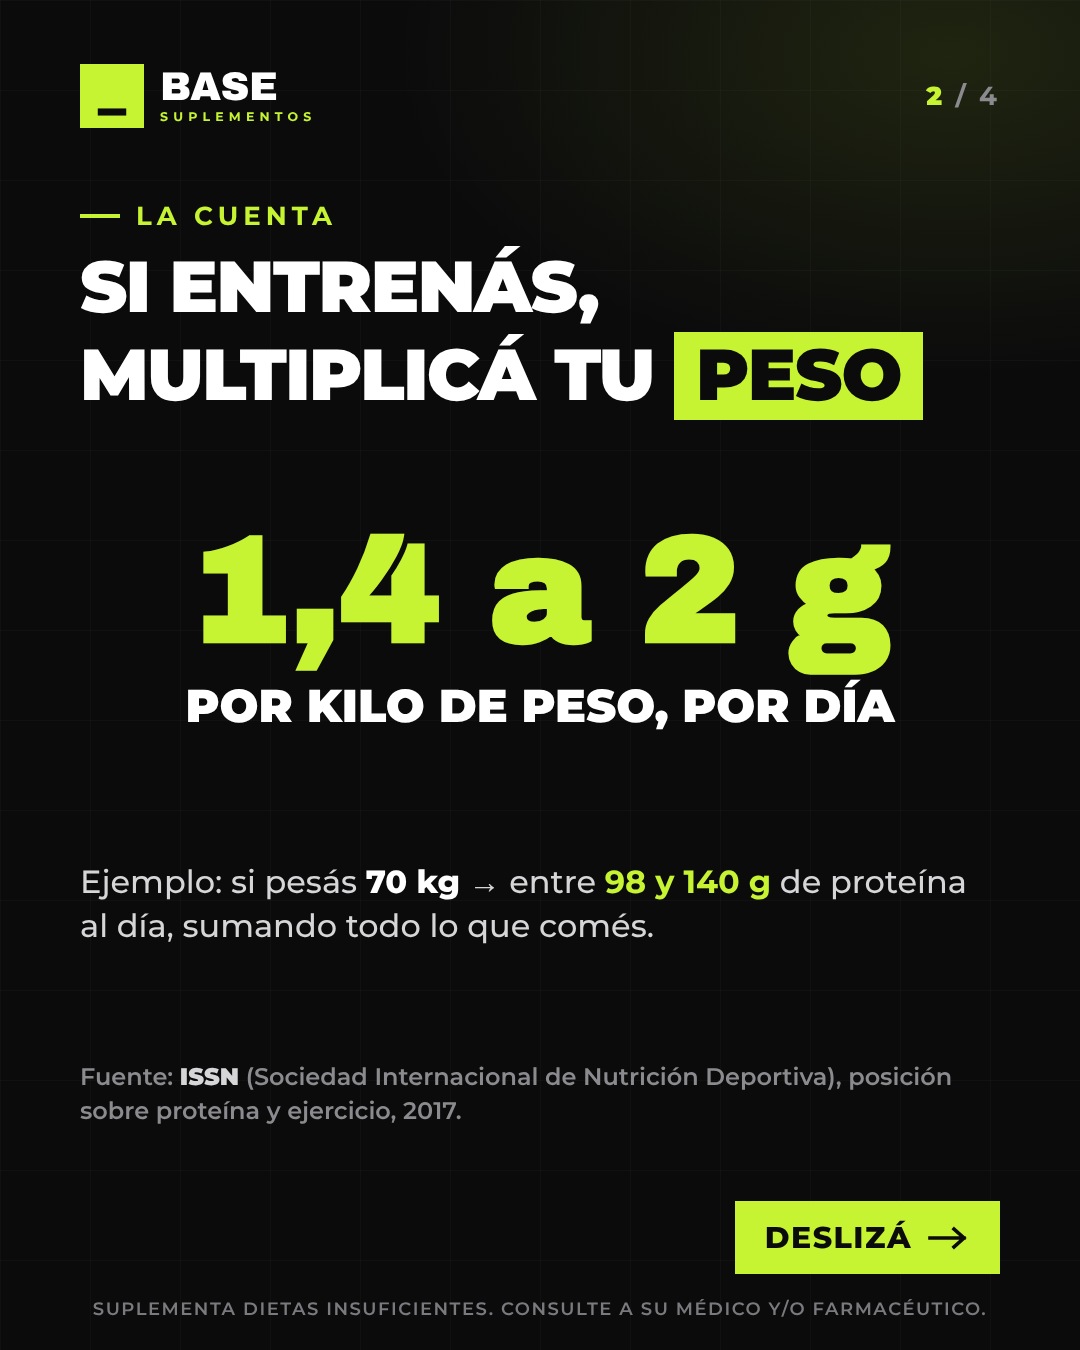 BASE
SUPLEMENTOS
2 / 4
LA CUENTA
SI ENTRENÁS,
MULTIPLICÁ TU PESO
1,4 a 2 g
POR KILO DE PESO, POR DÍA
Ejemplo: si pesás 70 kg → entre 98 y 140 g de proteína
al día, sumando todo lo que comés.
Fuente: ISSN (Sociedad Internacional de Nutrición Deportiva), posición
sobre proteína y ejercicio, 2017.
DESLIZÁ →
SUPLEMENTA DIETAS INSUFICIENTES. CONSULTE A SU MÉDICO Y/O FARMACÉUTICO.